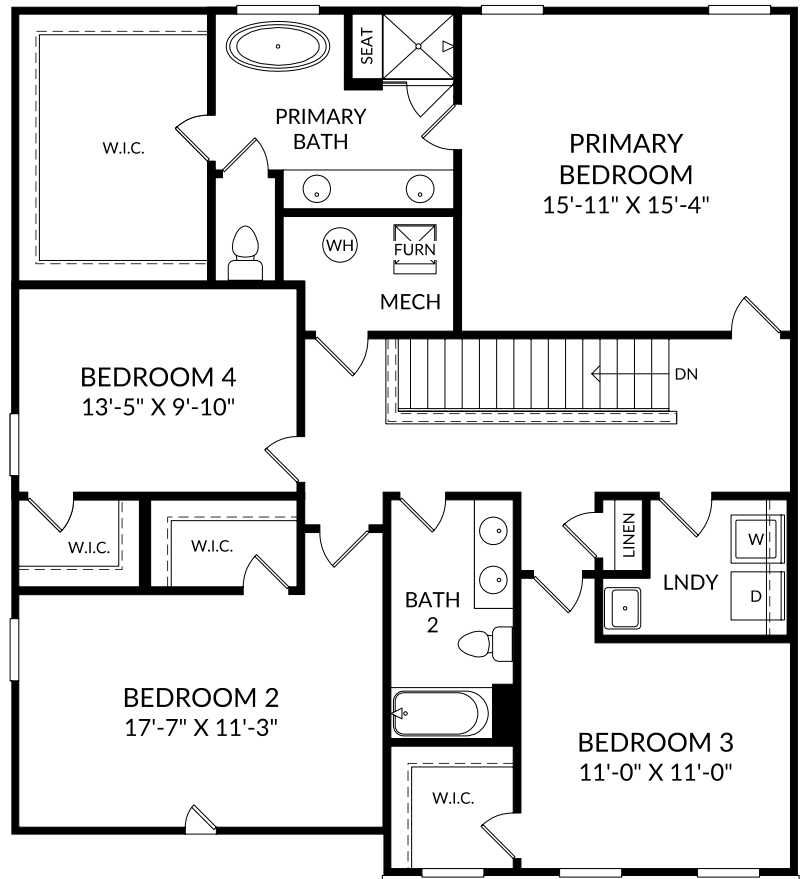 SEAT
PRIMARY
BATH
W.I.C.
PRIMARY
BEDROOM
15'-11" X 15'-4"
WH
FURN
MECH
BEDROOM 4
13'-5" X 9'-10"
DN
W.I.C.
W.I.C.
LINEN
W
LNDY
D
BATH
2
BEDROOM 2
17'-7" X 11'-3"
BEDROOM 3
11'-0" X 11'-0"
W.I.C.